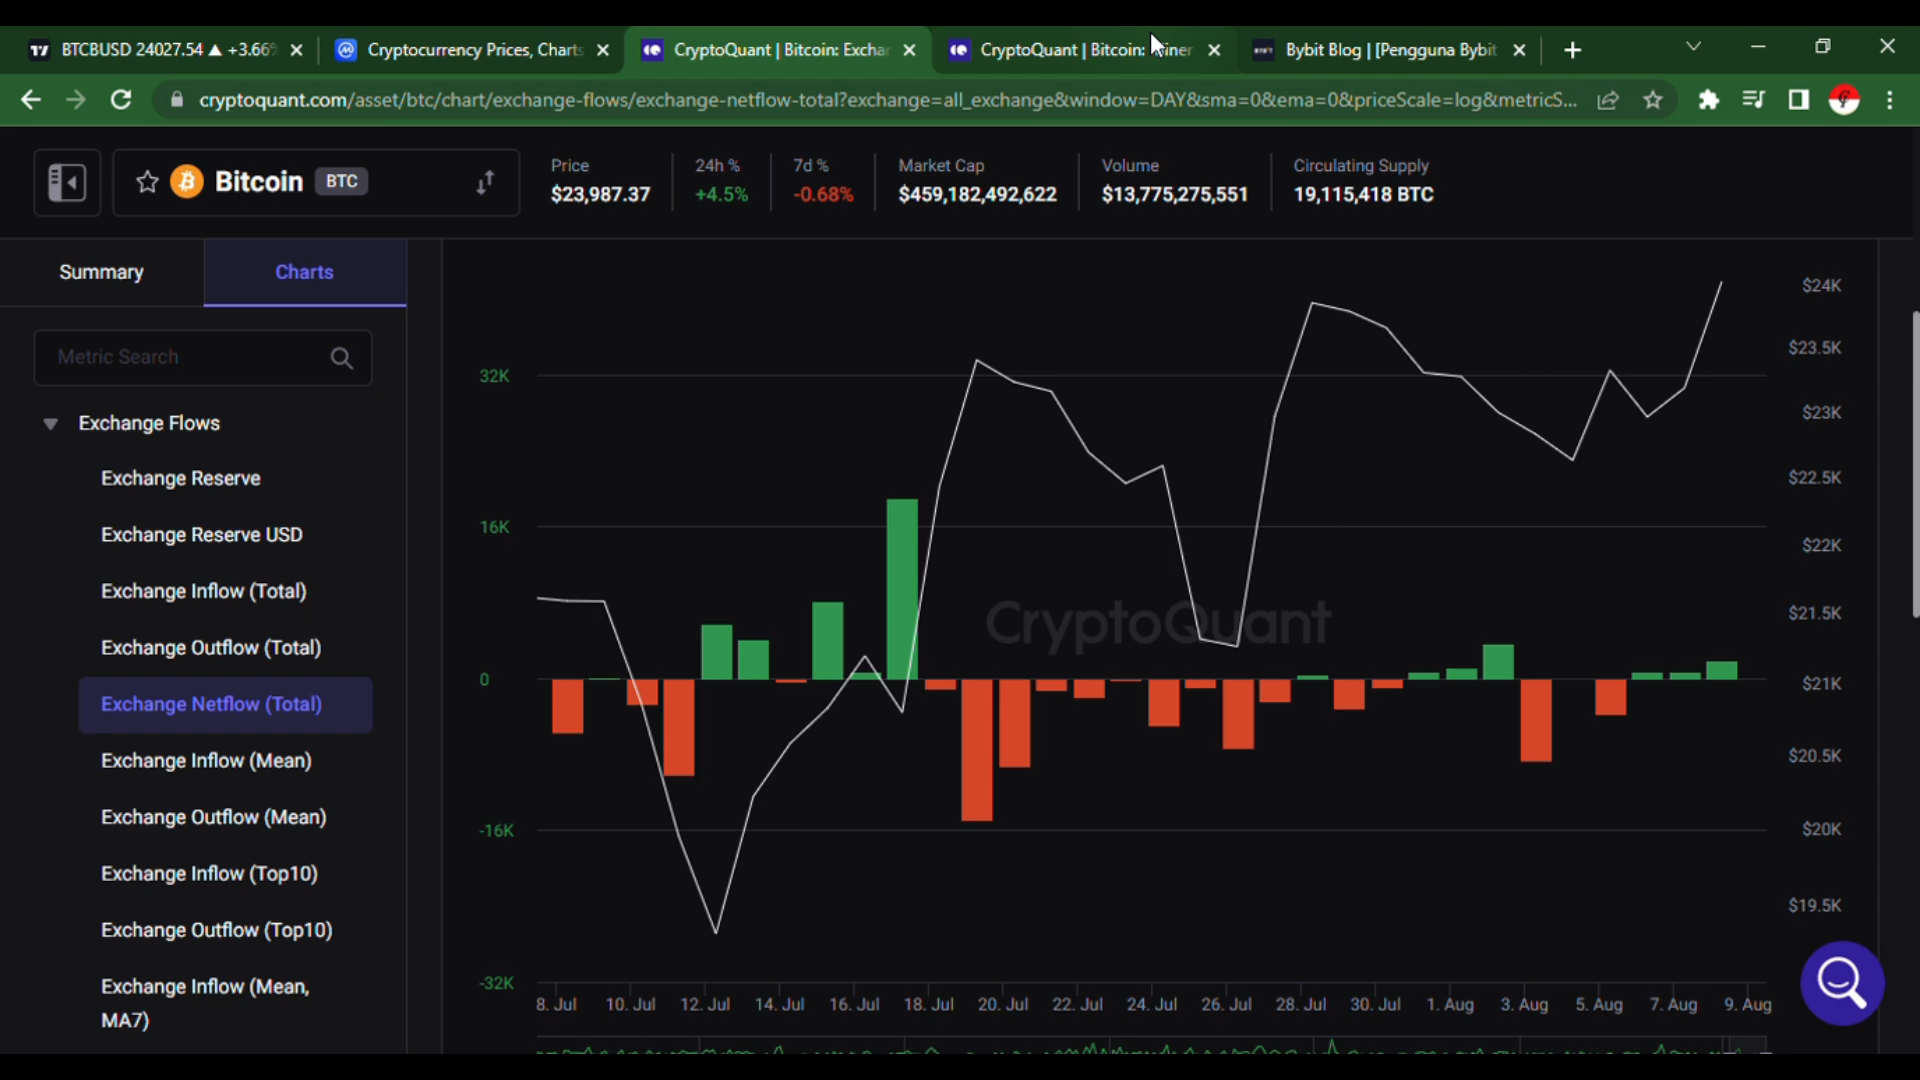 BTCBUSD 24027.54 ▲ +3.66%
Cryptocurrency Prices, Charts
CryptoQuant | Bitcoin: Exchan
CryptoQuant | Bitcoin: Miner
Bybit Blog | [Pengguna Bybit
cryptoquant.com/asset/btc/chart/exchange-flows/exchange-netflow-total?exchange=all_exchange&window=DAY&sma=0&ema=0&priceScale=log&metricS...
Bitcoin BTC
Price
$23,987.37
24h %
+4.5%
7d %
-0.68%
Market Cap
$459,182,492,622
Volume
$13,775,275,551
Circulating Supply
19,115,418 BTC
Summary
Charts
Metric Search
Exchange Flows
Exchange Reserve
Exchange Reserve USD
Exchange Inflow (Total)
Exchange Outflow (Total)
Exchange Netflow (Total)
Exchange Inflow (Mean)
Exchange Outflow (Mean)
Exchange Inflow (Top10)
Exchange Outflow (Top10)
Exchange Inflow (Mean,
MA7)
32K
16K
0
-16K
-32K
CryptoQuant
$24K
$23.5K
$23K
$22.5K
$22K
$21.5K
$21K
$20.5K
$20K
$19.5K
8. Jul 10. Jul 12. Jul 14. Jul 16. Jul 18. Jul 20. Jul 22. Jul 24. Jul 26. Jul 28. Jul 30. Jul 1. Aug 3. Aug 5. Aug 7. Aug 9. Aug